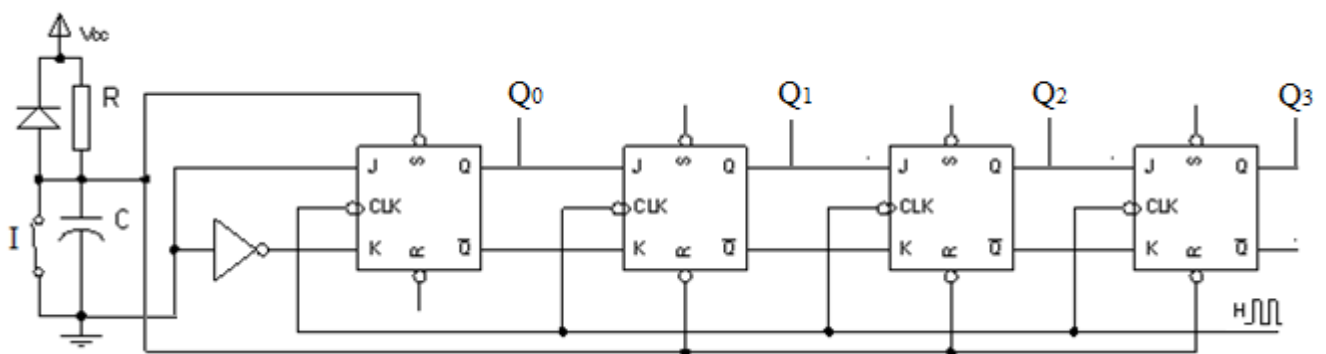 Vcc
R
I
C
Q0
Q1
Q2
Q3
J S Q
CLK
K R Q̅
J S Q
CLK
K R Q̅
J S Q
CLK
K R Q̅
J S Q
CLK
K R Q̅
H